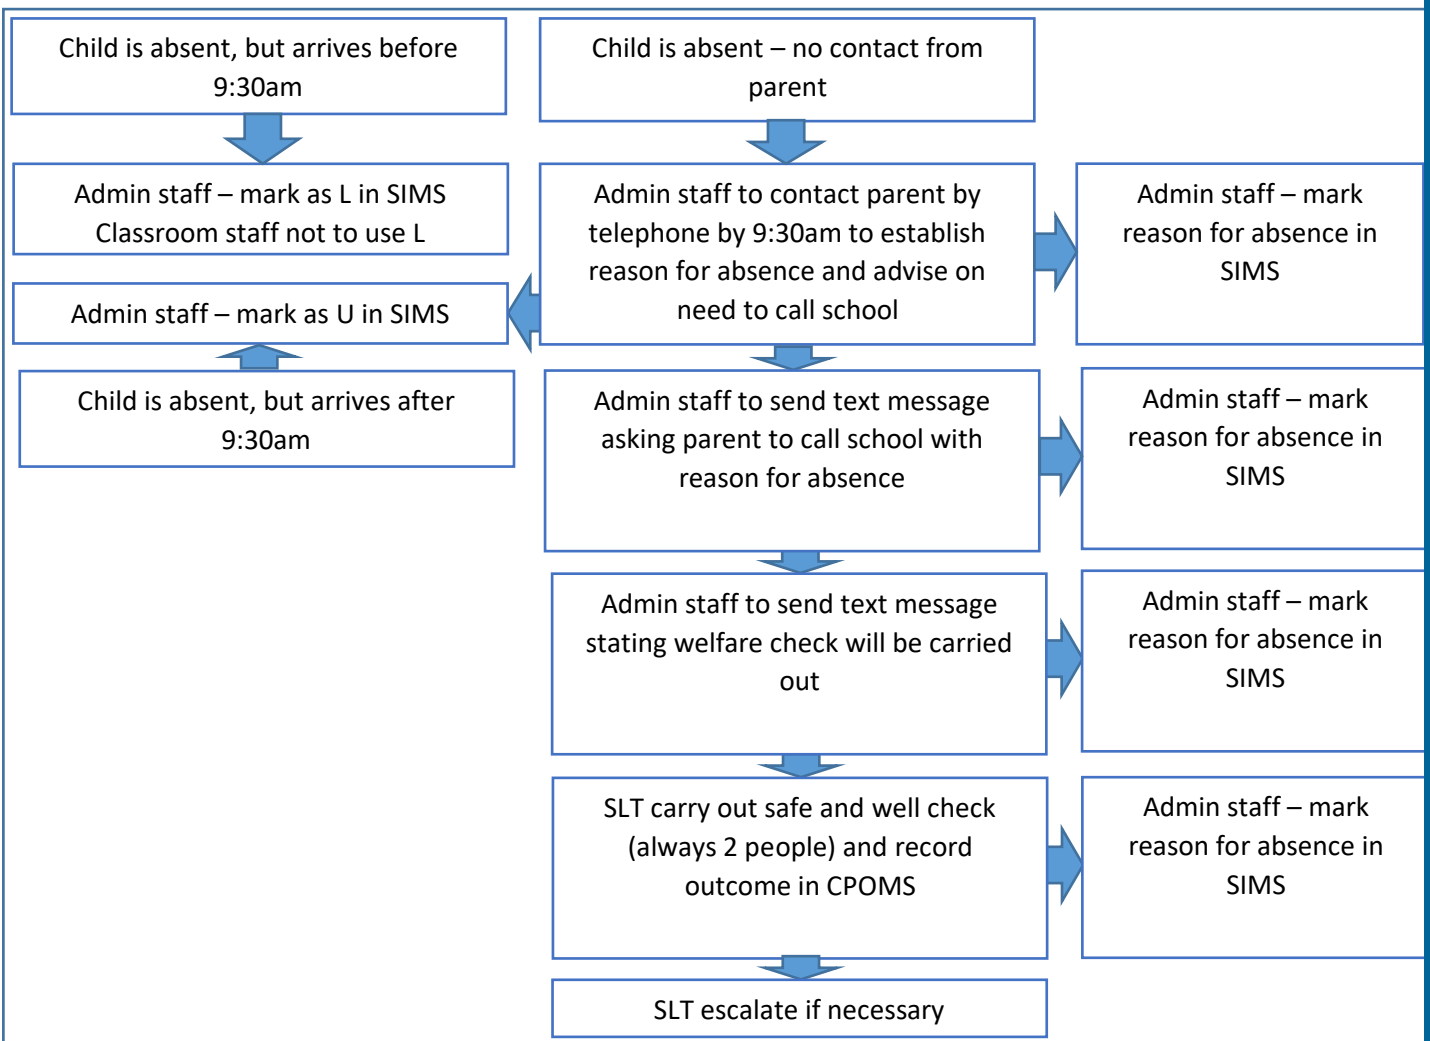 Child is absent, but arrives before
9:30am
Child is absent – no contact from
parent
Admin staff – mark as L in SIMS
Classroom staff not to use L
Admin staff to contact parent by
telephone by 9:30am to establish
reason for absence and advise on
need to call school
Admin staff – mark
reason for absence in
SIMS
Admin staff – mark as U in SIMS
Child is absent, but arrives after
9:30am
Admin staff to send text message
asking parent to call school with
reason for absence
Admin staff – mark
reason for absence in
SIMS
Admin staff to send text message
stating welfare check will be carried
out
Admin staff – mark
reason for absence in
SIMS
SLT carry out safe and well check
(always 2 people) and record
outcome in CPOMS
Admin staff – mark
reason for absence in
SIMS
SLT escalate if necessary